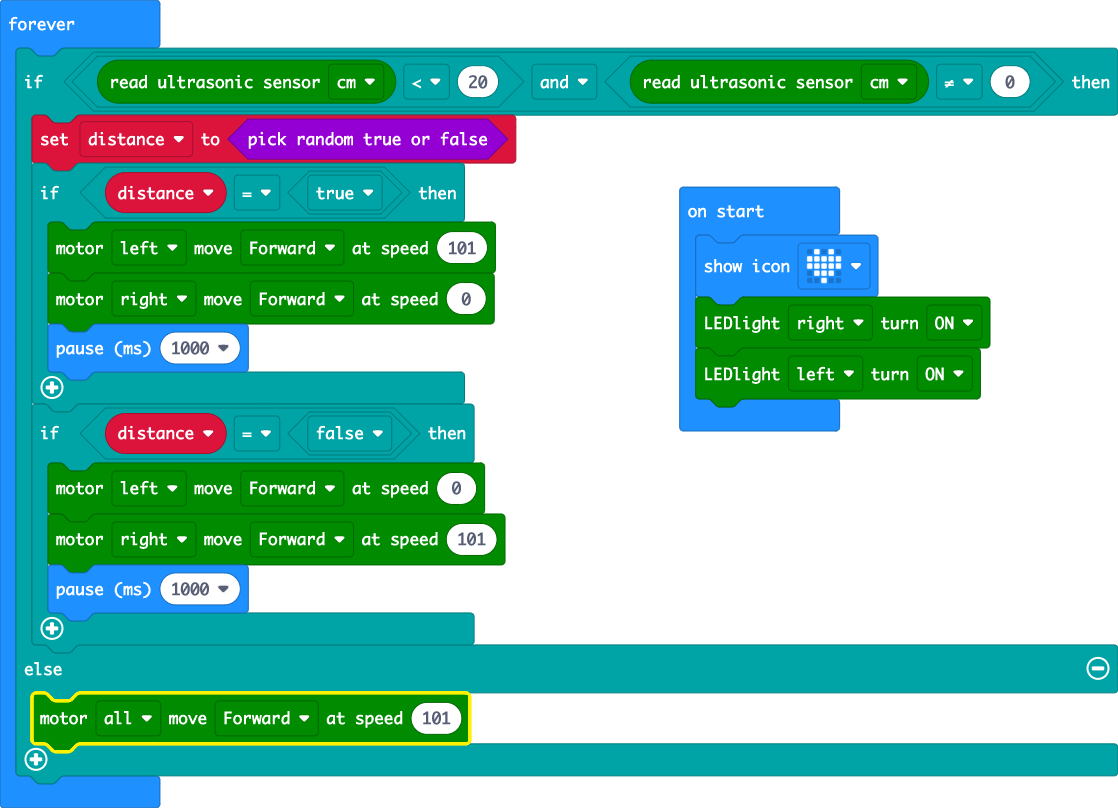 forever
if read ultrasonic sensor cm < 20 and read ultrasonic sensor cm ≠ 0 then
set distance to pick random true or false
if distance = true then
motor left move Forward at speed 101
motor right move Forward at speed 0
pause (ms) 1000
if distance = false then
motor left move Forward at speed 0
motor right move Forward at speed 101
pause (ms) 1000
else
motor all move Forward at speed 101
on start
show icon
LEDlight right turn ON
LEDlight left turn ON